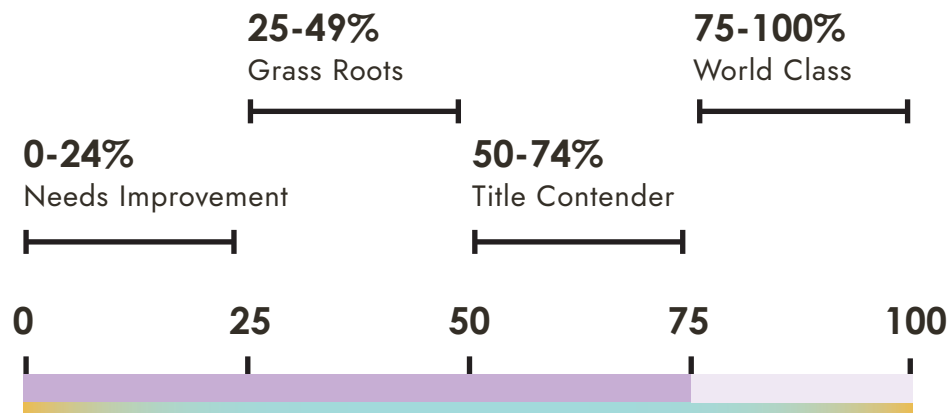 25-49%
Grass Roots
75-100%
World Class
0-24%
Needs Improvement
50-74%
Title Contender
0 25 50 75 100